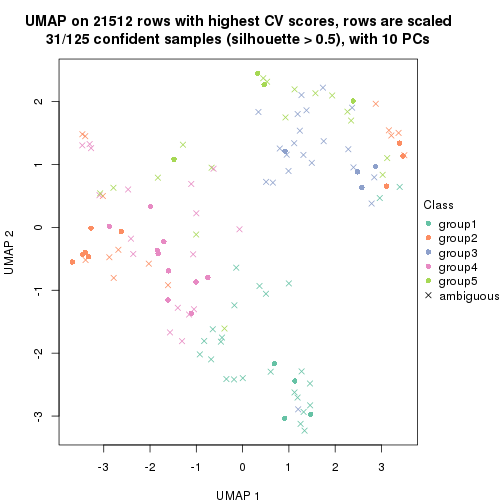 UMAP on 21512 rows with highest CV scores, rows are scaled
31/125 confident samples (silhouette > 0.5), with 10 PCs
2
1
0
-1
-2
-3
UMAP 2
-3
-2
-1
0
1
2
3
UMAP 1
Class
group1
group2
group3
group4
group5
ambiguous